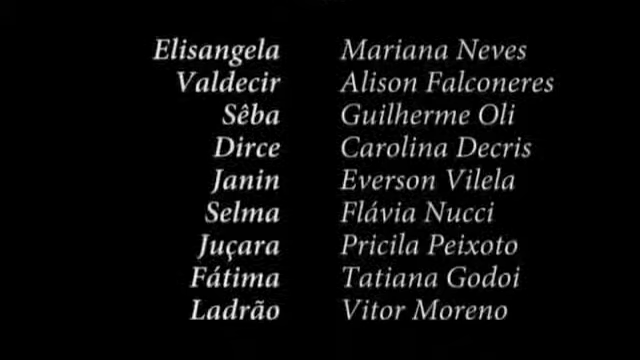 Elisangela Mariana Neves
Valdecir Alison Falconeres
Sêba Guilherme Oli
Dirce Carolina Decris
Janin Everson Vilela
Selma Flávia Nucci
Juçara Pricila Peixoto
Fátima Tatiana Godoi
Ladrão Vitor Moreno